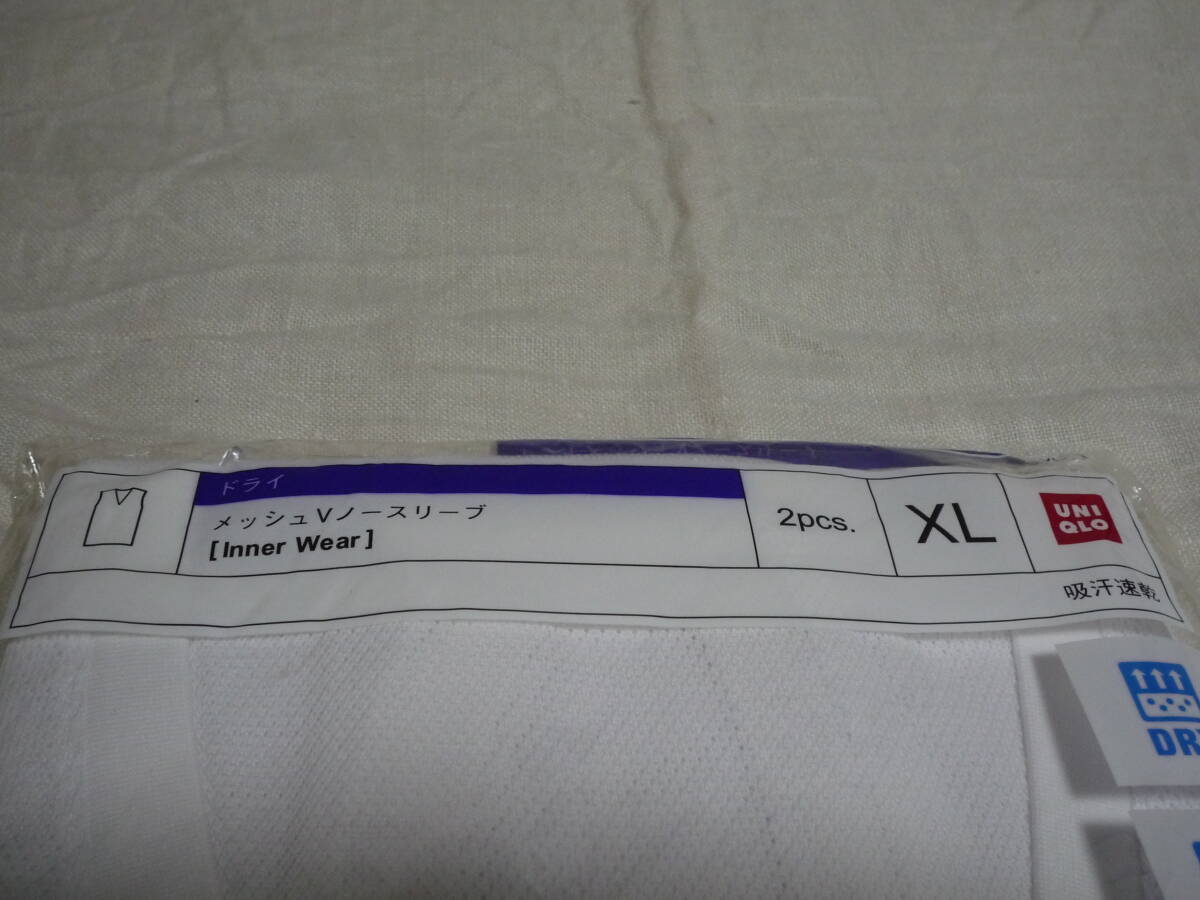 ドライ
メッシュVノースリーブ
[Inner Wear]
2pcs.
XL
UNI
QLO
吸汗速乾
DR